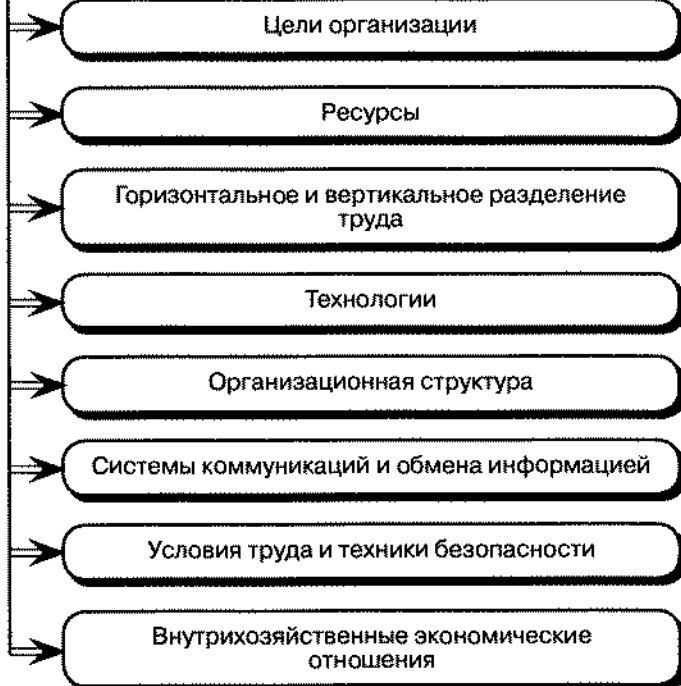 Цели организации
Ресурсы
Горизонтальное и вертикальное разделение
труда
Технологии
Организационная структура
Системы коммуникаций и обмена информацией
Условия труда и техники безопасности
Внутрихозяйственные экономические
отношения